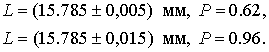 L = (15.785 ± 0,005) мм, P = 0.62,
L = (15.785 ± 0,015) мм, P = 0.96.